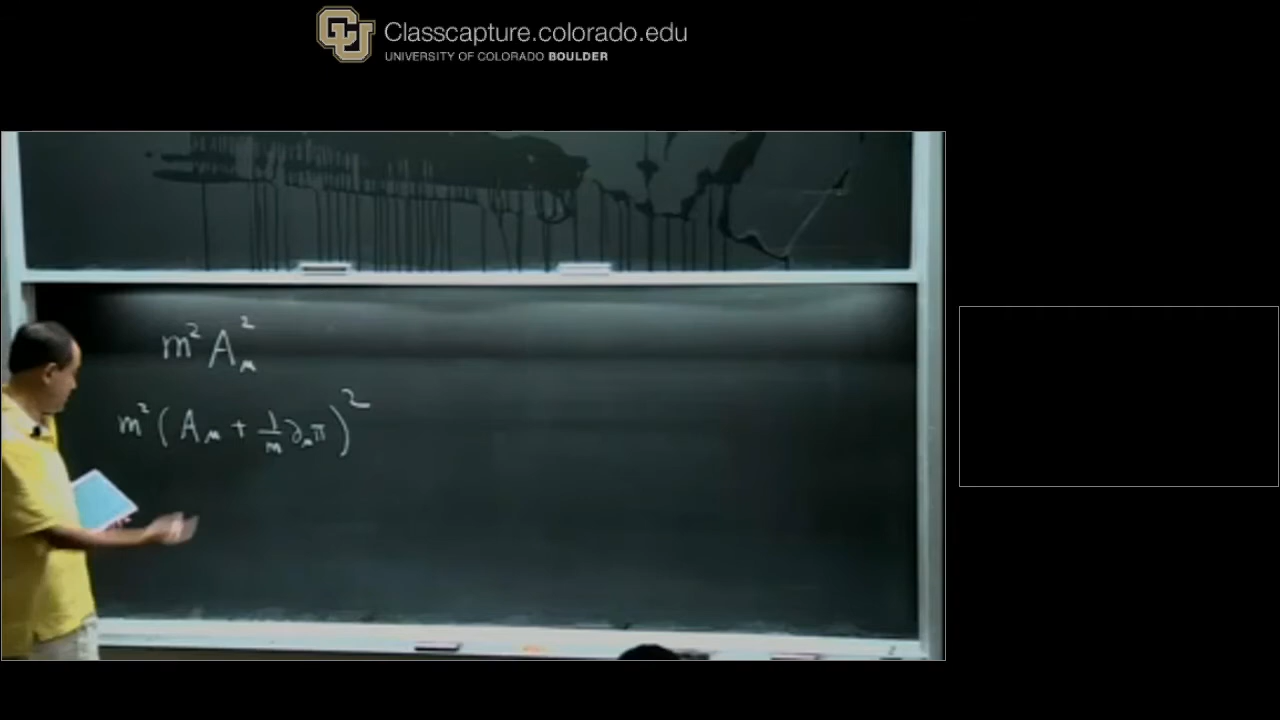 Classcapture.colorado.edu
UNIVERSITY OF COLORADO BOULDER
m² A_μ²
m² ( A_μ + 1/m ∂_μ π )²